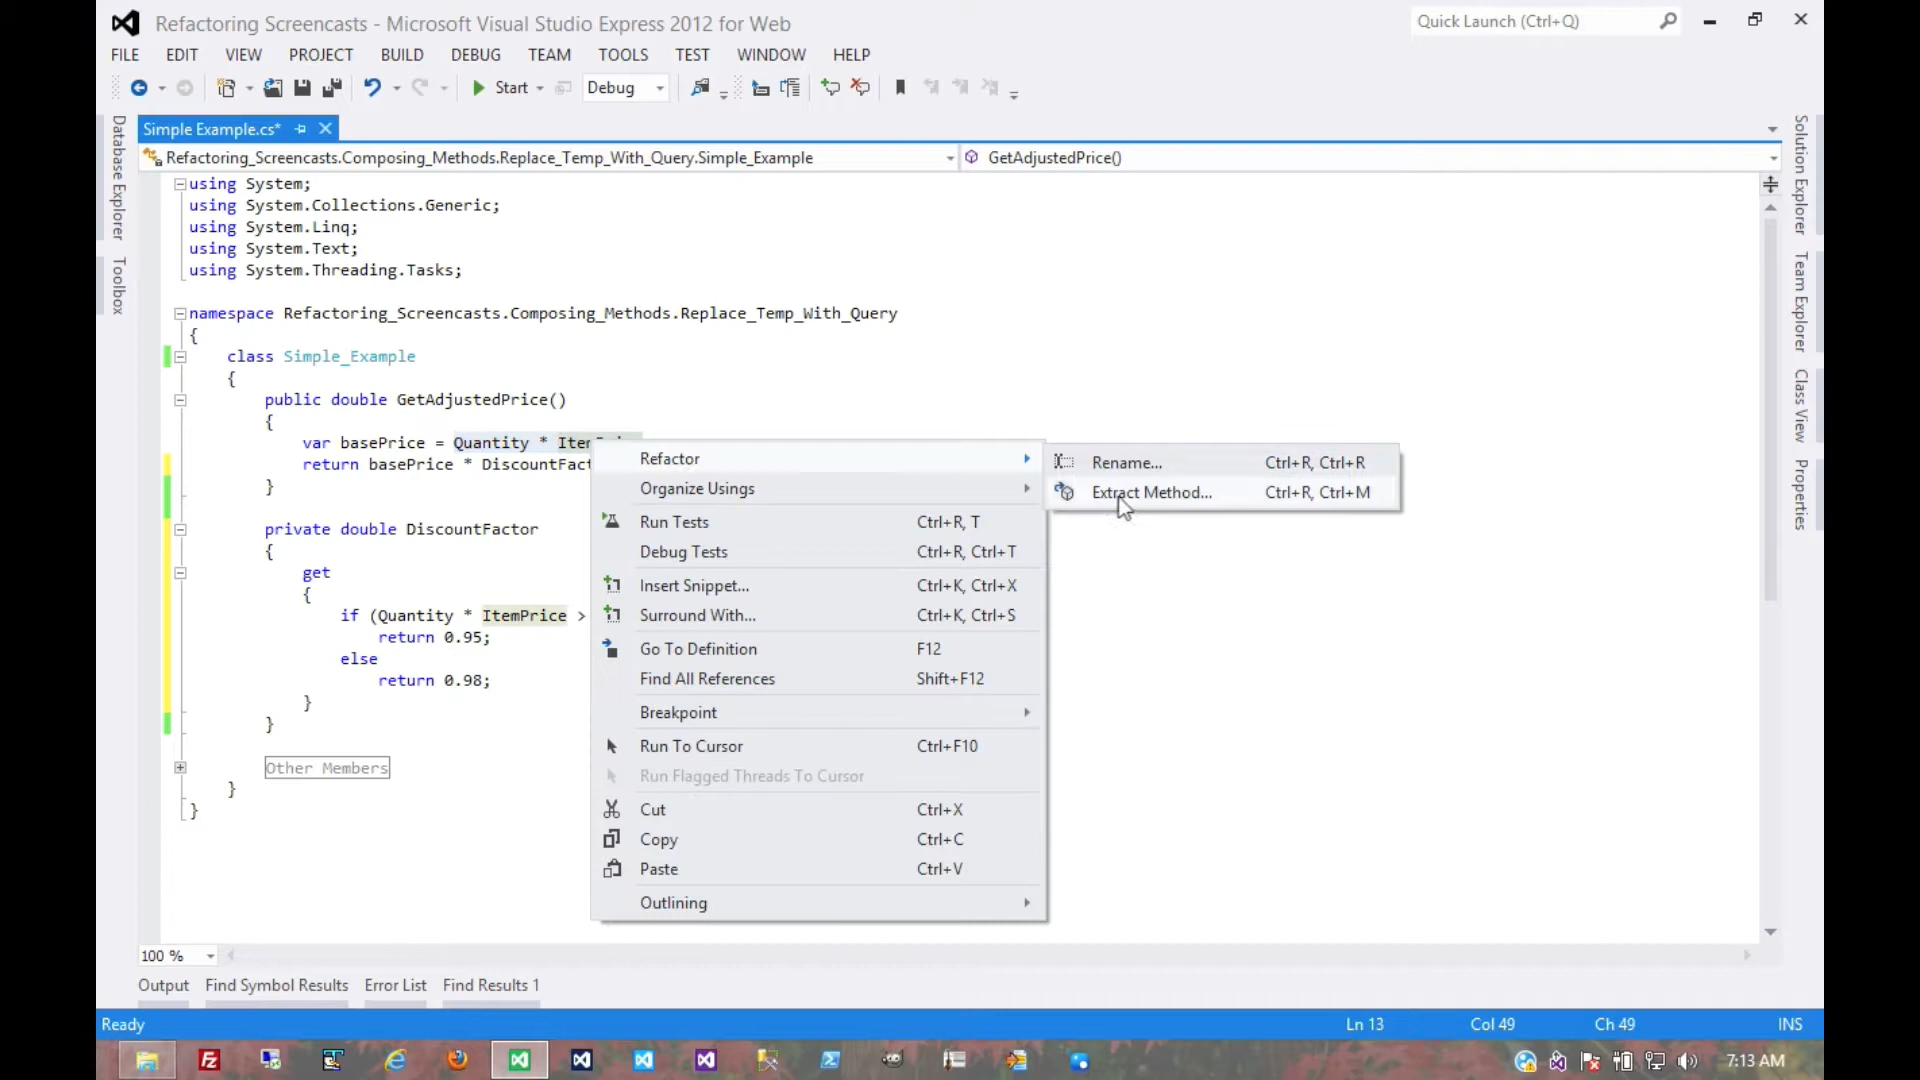 Refactoring Screencasts - Microsoft Visual Studio Express 2012 for Web
Quick Launch (Ctrl+Q)
FILE EDIT VIEW PROJECT BUILD DEBUG TEAM TOOLS TEST WINDOW HELP
Start Debug
Simple Example.cs*
Refactoring_Screencasts.Composing_Methods.Replace_Temp_With_Query.Simple_Example
GetAdjustedPrice()
Database Explorer
Toolbox
Solution Explorer
Team Explorer
Class View
Properties
using System;
using System.Collections.Generic;
using System.Linq;
using System.Text;
using System.Threading.Tasks;
namespace Refactoring_Screencasts.Composing_Methods.Replace_Temp_With_Query
{
class Simple_Example
{
public double GetAdjustedPrice()
{
var basePrice = Quantity *
return basePrice *
}
private double DiscountFactor
{
get
{
if (Quantity * ItemPrice >
return 0.95;
else
return 0.98;
}
}
Other Members
}
}
Refactor
Organize Usings
Run Tests Ctrl+R, T
Debug Tests Ctrl+R, Ctrl+T
Insert Snippet... Ctrl+K, Ctrl+X
Surround With... Ctrl+K, Ctrl+S
Go To Definition F12
Find All References Shift+F12
Breakpoint
Run To Cursor Ctrl+F10
Run Flagged Threads To Cursor
Cut Ctrl+X
Copy Ctrl+C
Paste Ctrl+V
Outlining
Rename... Ctrl+R, Ctrl+R
Extract Method... Ctrl+R, Ctrl+M
100 %
Output Find Symbol Results Error List Find Results 1
Ready Ln 13 Col 49 Ch 49 INS
7:13 AM